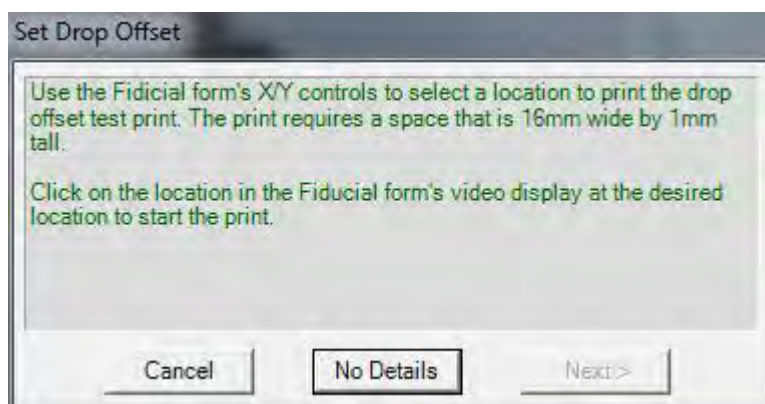 Set Drop Offset
Use the Fidicial form's X/Y controls to select a location to print the drop
offset test print. The print requires a space that is 16mm wide by 1mm
tall.
Click on the location in the Fiducial form's video display at the desired
location to start the print.
Cancel No Details Next >